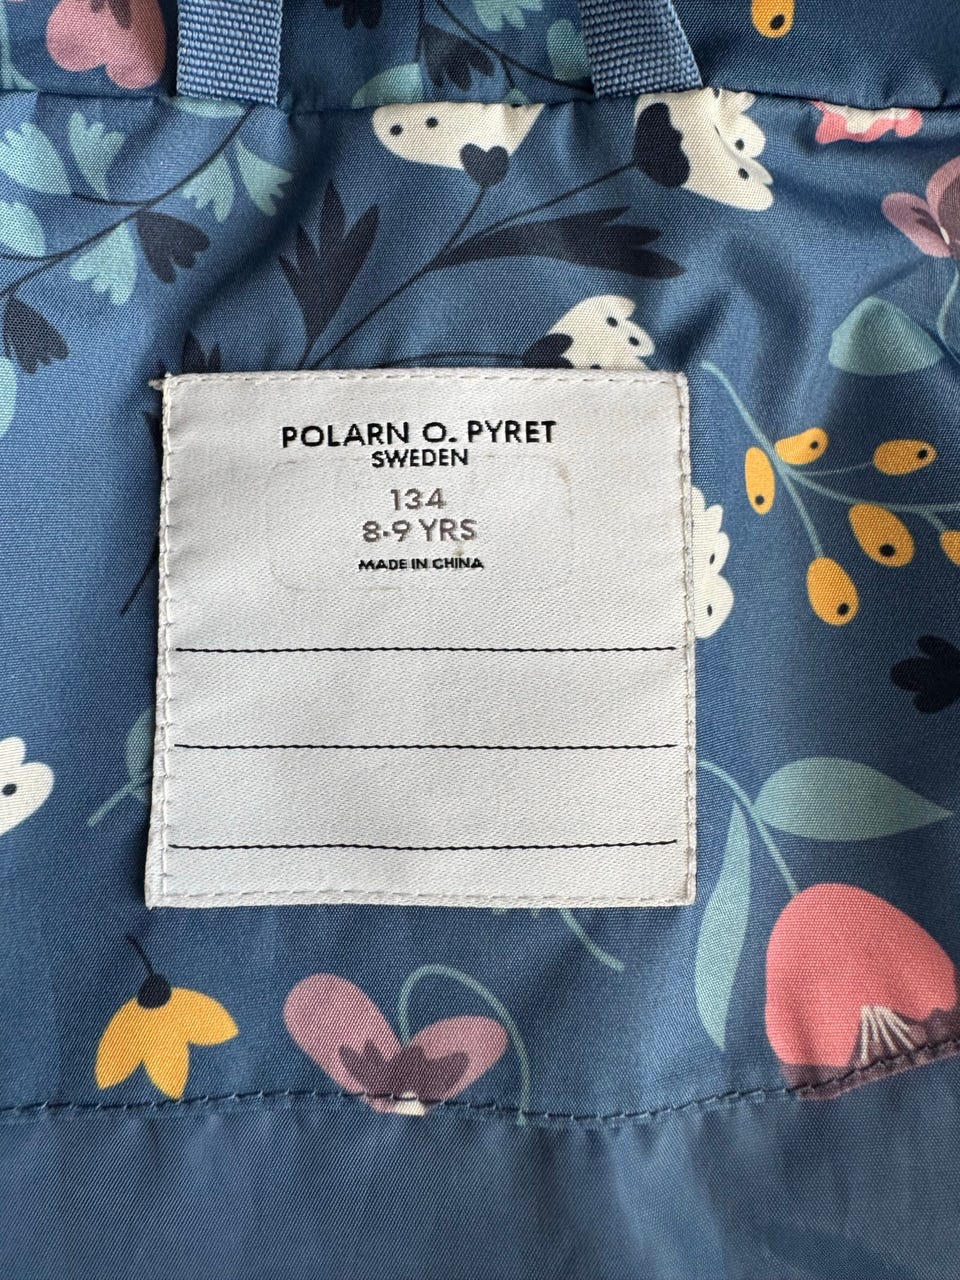 POLARN O. PYRET
SWEDEN
134
8-9 YRS
MADE IN CHINA